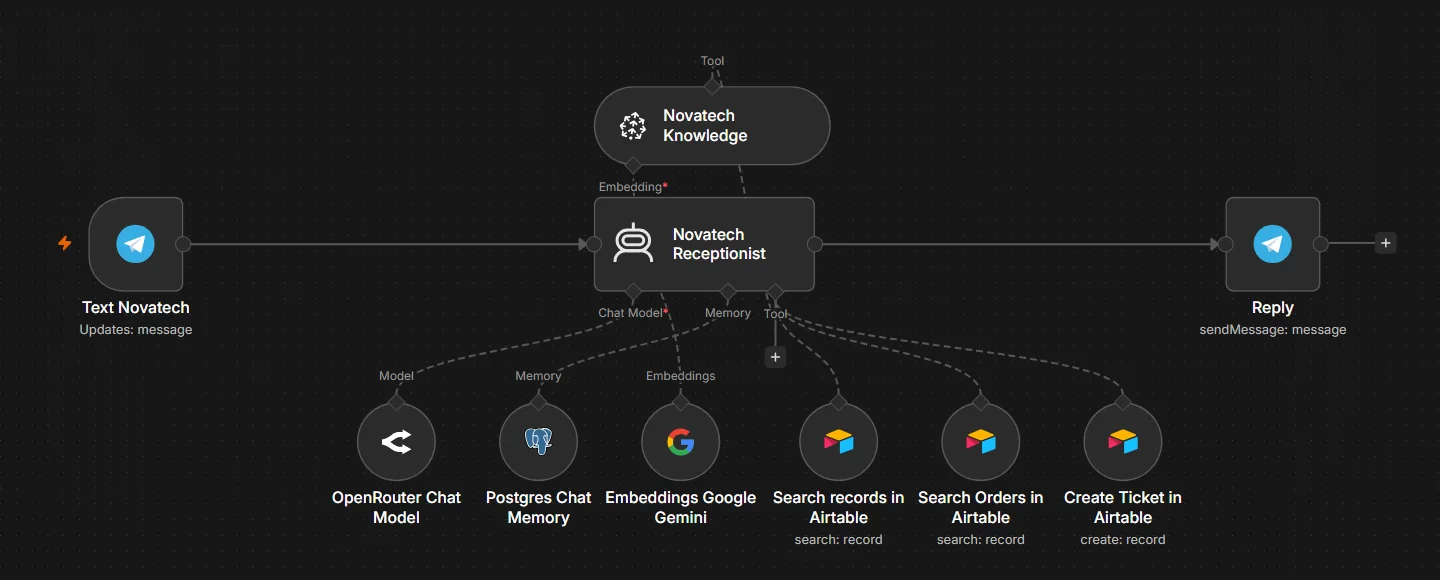 Tool
Novatech
Knowledge
Embedding*
Novatech
Receptionist
Text Novatech
Updates: message
Chat Model*
Memory
Tool
Reply
sendMessage: message
+
+
Model
Memory
Embeddings
OpenRouter Chat
Model
Postgres Chat
Memory
Embeddings Google
Gemini
Search records in
Airtable
search: record
Search Orders in
Airtable
search: record
Create Ticket in
Airtable
create: record